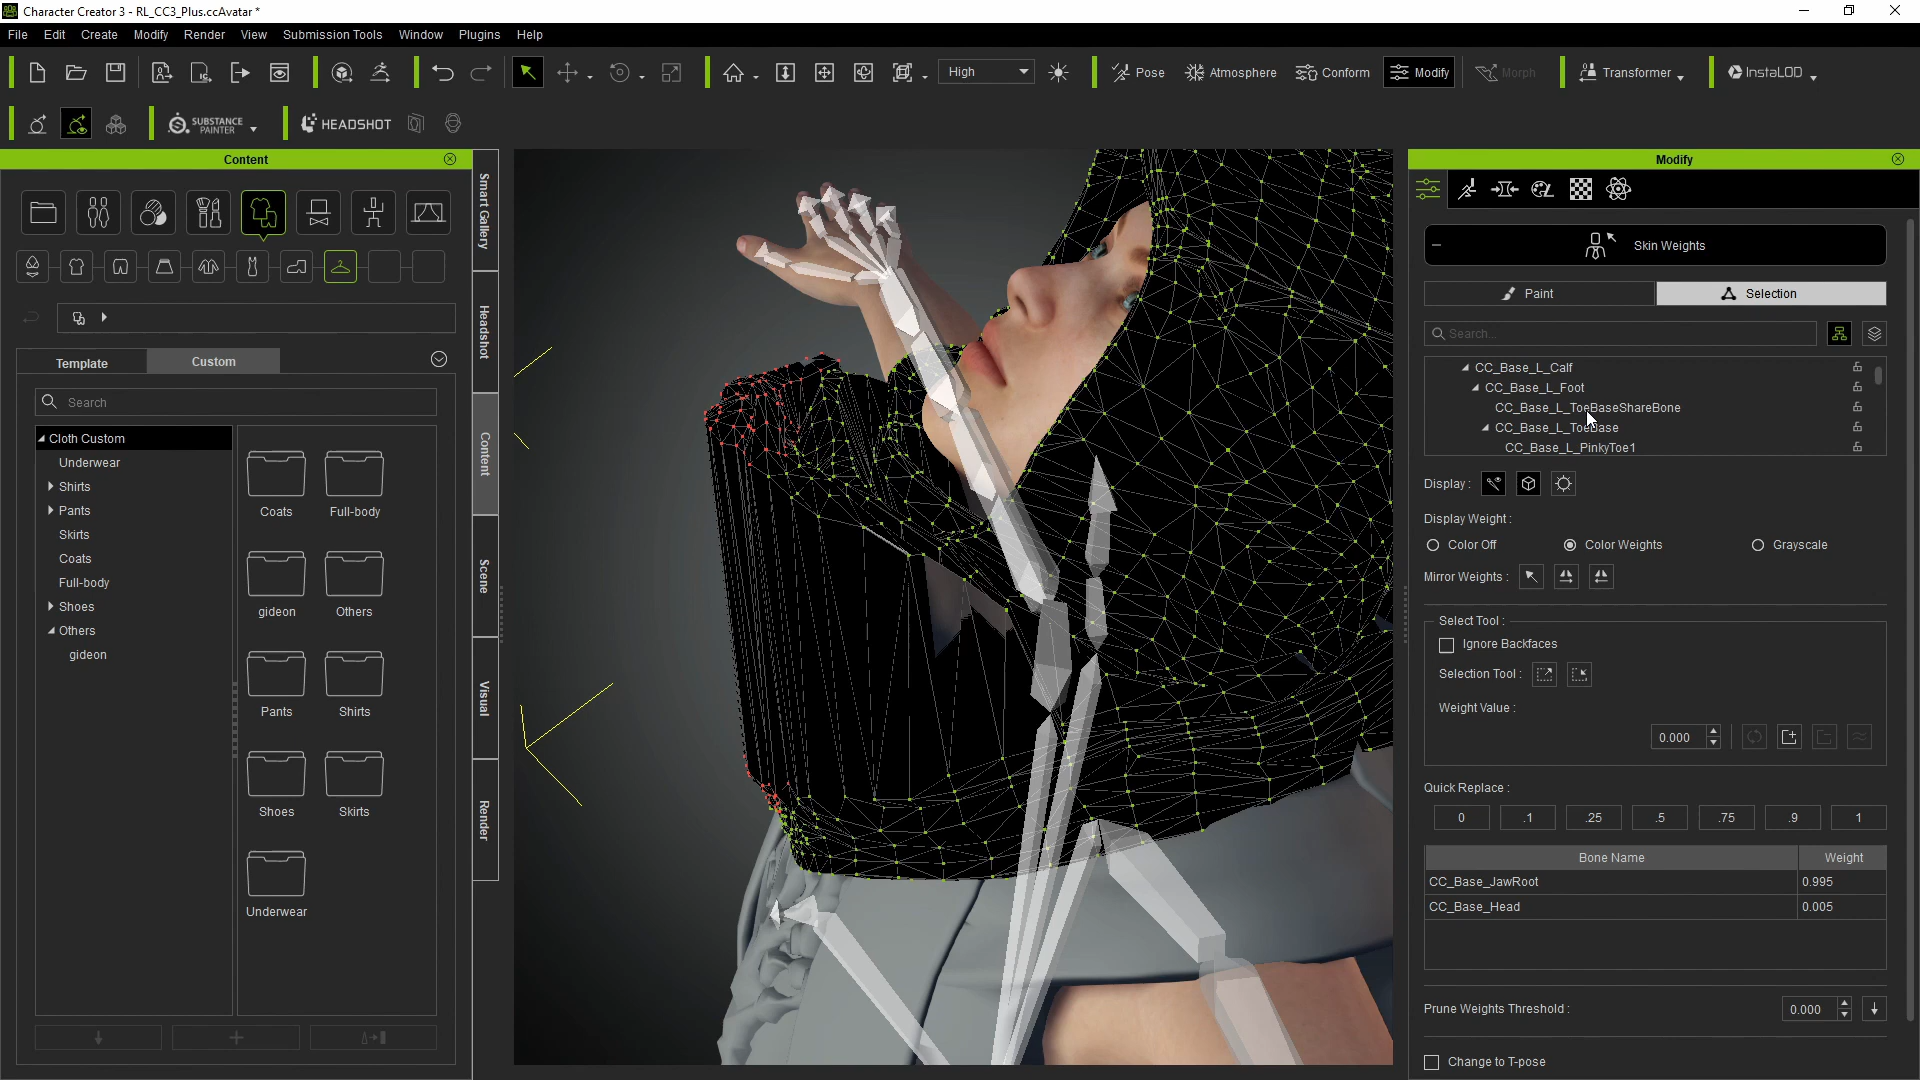 Character Creator 3 - RL_CC3_Plus.ccAvatar *
File Edit Create Modify Render View Submission Tools Window Plugins Help
High Pose Atmosphere Conform Modify Morph Transformer InstaLOD
SUBSTANCE
PAINTER
HEADSHOT
Content
Template Custom
Search
Cloth Custom
Underwear
Shirts
Pants
Skirts
Coats
Full-body
Shoes
Others
gideon
Coats Full-body
gideon Others
Pants Shirts
Shoes Skirts
Underwear
Smart Gallery
Headshot
Content
Scene
Visual
Render
Modify
Skin Weights
Paint Selection
Search...
CC_Base_L_Calf
CC_Base_L_Foot
CC_Base_L_ToeBaseShareBone
CC_Base_L_ToeBase
CC_Base_L_PinkyToe1
Display :
Display Weight :
Color Off Color Weights Grayscale
Mirror Weights :
Select Tool :
Ignore Backfaces
Selection Tool :
Weight Value :
0.000
Quick Replace :
0 .1 .25 .5 .75 .9 1
Bone Name Weight
CC_Base_JawRoot 0.995
CC_Base_Head 0.005
Prune Weights Threshold : 0.000
Change to T-pose